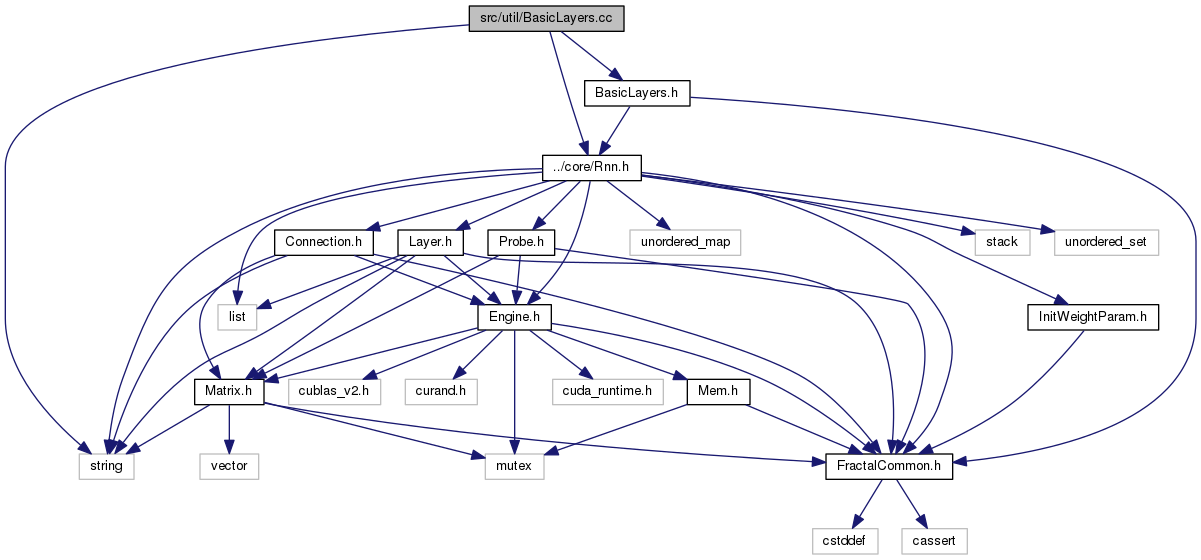 src/util/BasicLayers.cc
BasicLayers.h
../core/Rnn.h
Connection.h
Layer.h
Probe.h
unordered_map
stack
unordered_set
list
Engine.h
InitWeightParam.h
Matrix.h
cublas_v2.h
curand.h
cuda_runtime.h
Mem.h
string
vector
mutex
FractalCommon.h
cstddef
cassert